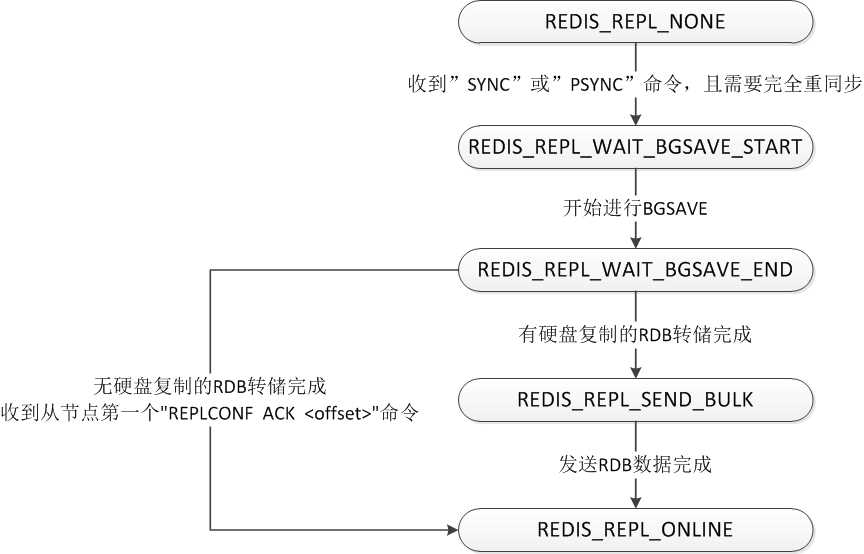 REDIS_REPL_NONE
收到”SYNC”或”PSYNC”命令，且需要完全重同步
REDIS_REPL_WAIT_BGSAVE_START
开始进行BGSAVE
REDIS_REPL_WAIT_BGSAVE_END
有硬盘复制的RDB转储完成
无硬盘复制的RDB转储完成
收到从节点第一个"REPLCONF ACK <offset>"命令
REDIS_REPL_SEND_BULK
发送RDB数据完成
REDIS_REPL_ONLINE